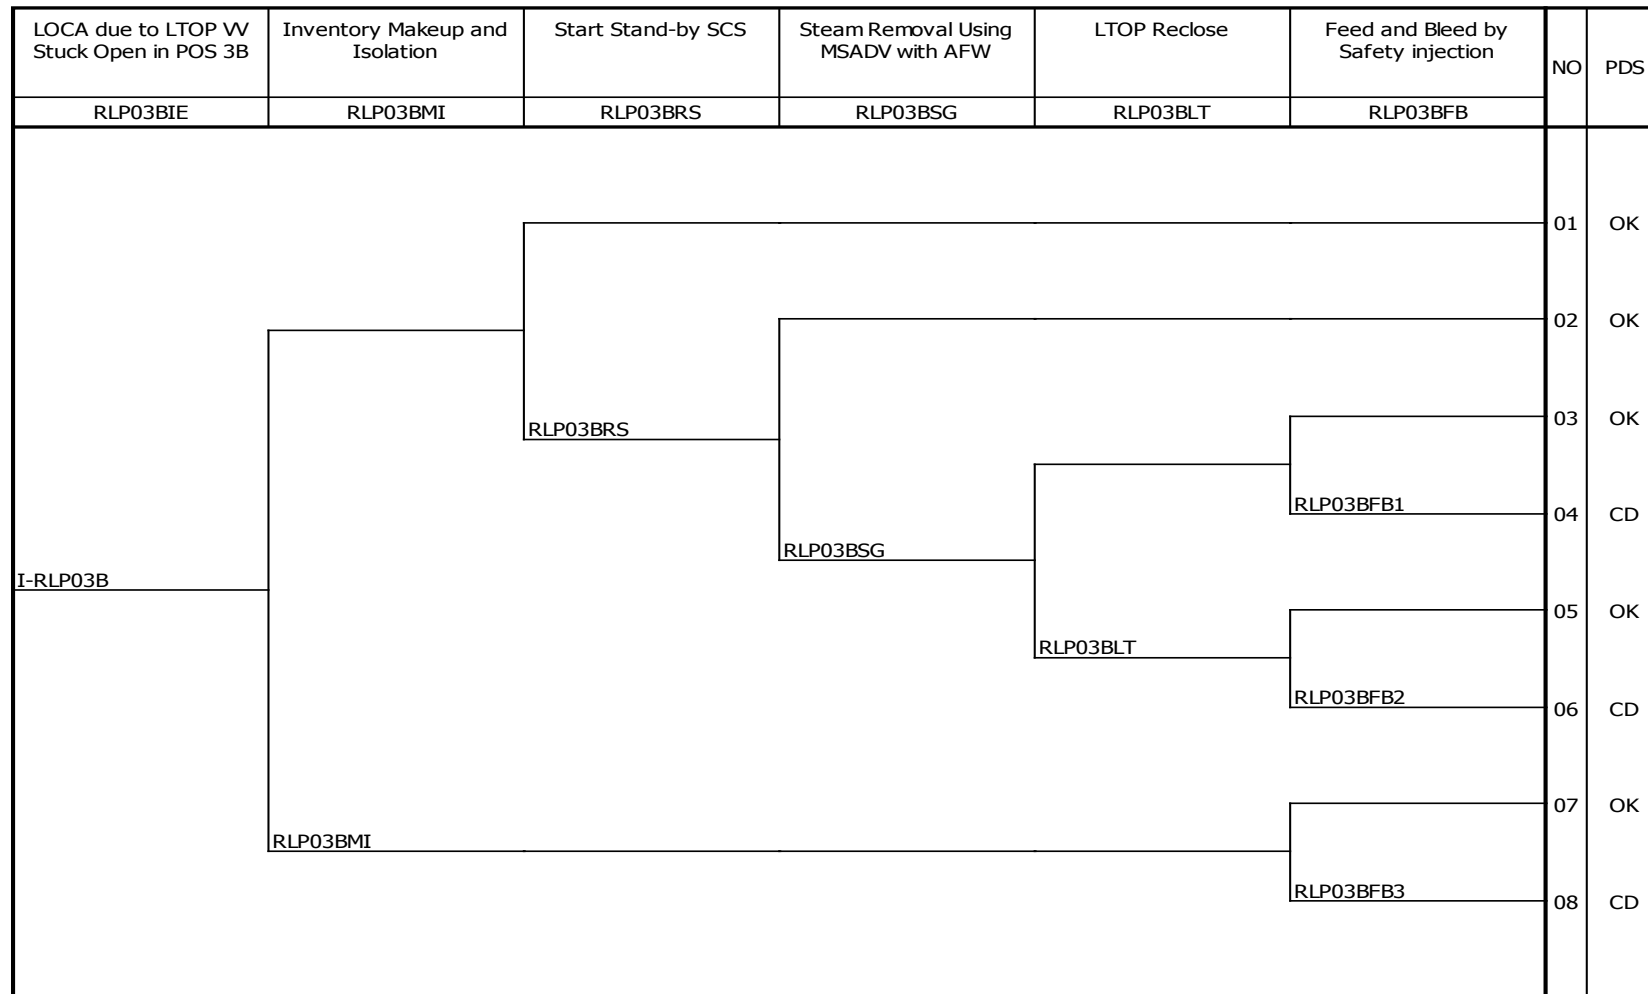 LOCA due to LTOP VV
Stuck Open in POS 3B
Inventory Makeup and
Isolation
Start Stand-by SCS
Steam Removal Using
MSADV with AFW
LTOP Reclose
Feed and Bleed by
Safety injection
NO
PDS
RLP03BIE
RLP03BMI
RLP03BRS
RLP03BSG
RLP03BLT
RLP03BFB
01 OK
02 OK
03 OK
RLP03BRS
RLP03BFB1
04 CD
RLP03BSG
I-RLP03B
05 OK
RLP03BLT
RLP03BFB2
06 CD
07 OK
RLP03BMI
RLP03BFB3
08 CD